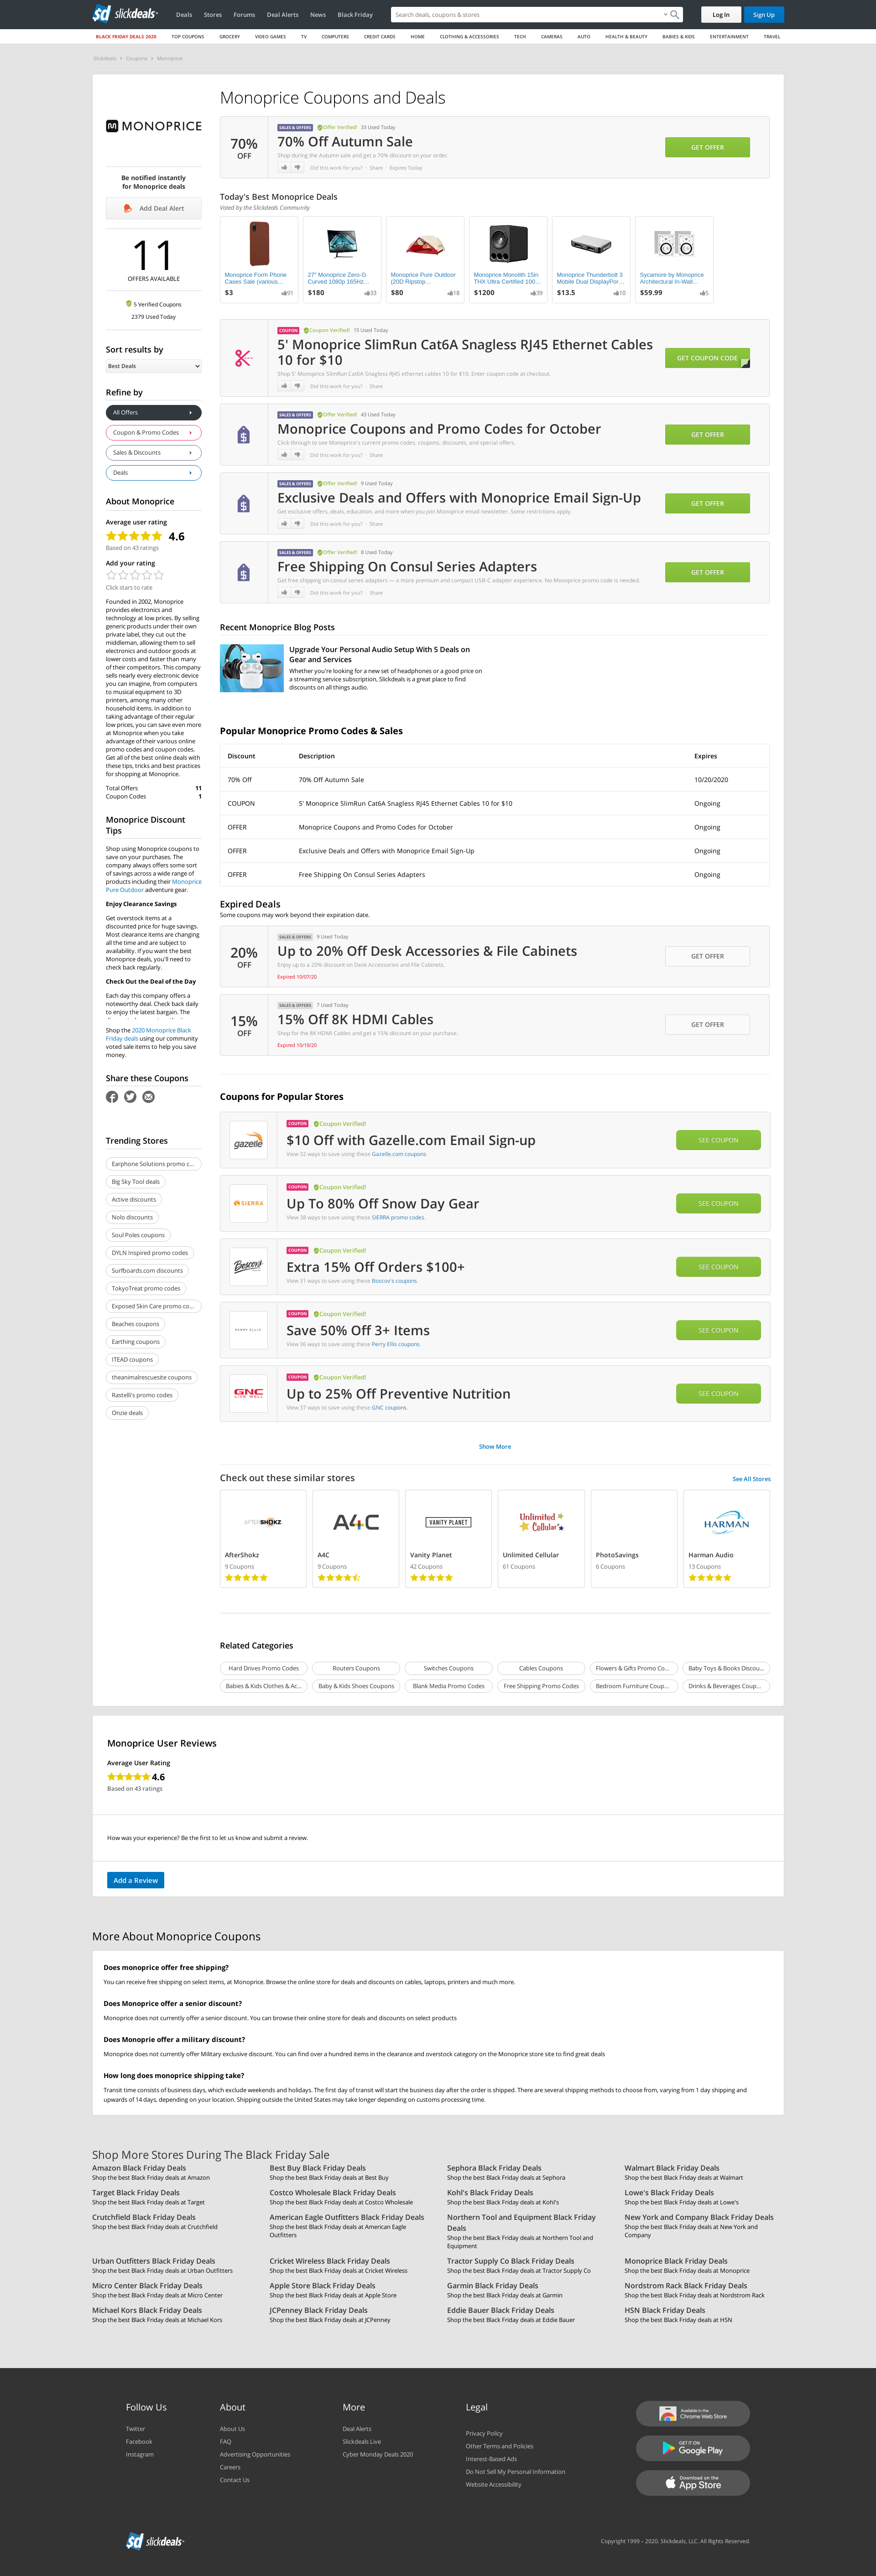 slickdeals
Deals Stores Forums Deal Alerts News Black Friday
Search deals, coupons & stores
Log In Sign Up
BLACK FRIDAY DEALS 2020 TOP COUPONS GROCERY VIDEO GAMES TV COMPUTERS CREDIT CARDS HOME CLOTHING & ACCESSORIES TECH CAMERAS AUTO HEALTH & BEAUTY BABIES & KIDS ENTERTAINMENT TRAVEL
Slickdeals > Coupons > Monoprice
MONOPRICE
Be notified instantly
for Monoprice deals
Add Deal Alert
11
OFFERS AVAILABLE
5 Verified Coupons
2379 Used Today
Sort results by
Best Deals
Refine by
All Offers
Coupon & Promo Codes
Sales & Discounts
Deals
About Monoprice
Average user rating
4.6
Based on 43 ratings
Add your rating
Click stars to rate
Founded in 2002, Monoprice
provides electronics and
technology at low prices. By selling
generic products under their own
private label, they cut out the
middleman, allowing them to sell
electronics and outdoor goods at
lower costs and faster than many
of their competitors. This company
sells nearly every electronic device
you can imagine, from computers
to musical equipment to 3D
printers, among many other
household items. In addition to
taking advantage of their regular
low prices, you can save even more
at Monoprice when you take
advantage of their various online
promo codes and coupon codes.
Get all of the best online deals with
these tips, tricks and best practices
for shopping at Monoprice.
Total Offers 11
Coupon Codes 1
Monoprice Discount
Tips
Shop using Monoprice coupons to
save on your purchases. The
company always offers some sort
of savings across a wide range of
products including their Monoprice
Pure Outdoor adventure gear.
Enjoy Clearance Savings
Get overstock items at a
discounted price for huge savings.
Most clearance items are changing
all the time and are subject to
availability. If you want the best
Monoprice deals, you'll need to
check back regularly.
Check Out the Deal of the Day
Each day this company offers a
noteworthy deal. Check back daily
to enjoy the latest bargain. The
Shop the 2020 Monoprice Black
Friday deals using our community
voted sale items to help you save
money.
Share these Coupons
Trending Stores
Earphone Solutions promo c...
Big Sky Tool deals
Active discounts
Nolo discounts
Soul Poles coupons
DYLN Inspired promo codes
Surfboards.com discounts
TokyoTreat promo codes
Exposed Skin Care promo co...
Beaches coupons
Earthing coupons
ITEAD coupons
theanimalrescuesite coupons
Rastelli's promo codes
Onzie deals
Monoprice Coupons and Deals
70%
OFF
SALES & OFFERS Offer Verified! 33 Used Today
70% Off Autumn Sale
Shop during the Autumn sale and get a 70% discount on your order.
Did this work for you? · Share · Expires Today
GET OFFER
Today's Best Monoprice Deals
Voted by the Slickdeals Community
Monoprice Form Phone
Cases Sale (various...
$3 91
27" Monoprice Zero-G
Curved 1080p 165Hz...
$180 33
Monoprice Pure Outdoor
(20D Ripstop...
$80 18
Monoprice Monolith 15in
THX Ultra Certified 100...
$1200 39
Monoprice Thunderbolt 3
Mobile Dual DisplayPor...
$13.5 10
Sycamore by Monoprice
Architectural In-Wall...
$59.99 5
COUPON Coupon Verified! 15 Used Today
5' Monoprice SlimRun Cat6A Snagless RJ45 Ethernet Cables
10 for $10
Shop 5' Monoprice SlimRun Cat6A Snagless RJ45 ethernet cables 10 for $10. Enter coupon code at checkout.
Did this work for you? · Share
GET COUPON CODE
SALES & OFFERS Offer Verified! 43 Used Today
Monoprice Coupons and Promo Codes for October
Click through to see Monoprice's current promo codes, coupons, discounts, and special offers.
Did this work for you? · Share
GET OFFER
SALES & OFFERS Offer Verified! 9 Used Today
Exclusive Deals and Offers with Monoprice Email Sign-Up
Get exclusive offers, deals, education, and more when you join Monoprice email newsletter. Some restrictions apply.
Did this work for you? · Share
GET OFFER
SALES & OFFERS Offer Verified! 8 Used Today
Free Shipping On Consul Series Adapters
Get free shipping on consul series adapters — a more premium and compact USB-C adapter experience. No Monoprice promo code is needed.
Did this work for you? · Share
GET OFFER
Recent Monoprice Blog Posts
Upgrade Your Personal Audio Setup With 5 Deals on
Gear and Services
Whether you're looking for a new set of headphones or a good price on
a streaming service subscription, Slickdeals is a great place to find
discounts on all things audio.
Popular Monoprice Promo Codes & Sales
Discount Description Expires
70% Off 70% Off Autumn Sale 10/20/2020
COUPON 5' Monoprice SlimRun Cat6A Snagless RJ45 Ethernet Cables 10 for $10 Ongoing
OFFER Monoprice Coupons and Promo Codes for October Ongoing
OFFER Exclusive Deals and Offers with Monoprice Email Sign-Up Ongoing
OFFER Free Shipping On Consul Series Adapters Ongoing
Expired Deals
Some coupons may work beyond their expiration date.
20%
OFF
SALES & OFFERS 9 Used Today
Up to 20% Off Desk Accessories & File Cabinets
Enjoy up to a 20% discount on Desk Accessories and File Cabinets.
Expired 10/07/20
GET OFFER
15%
OFF
SALES & OFFERS 7 Used Today
15% Off 8K HDMI Cables
Shop for the 8K HDMI Cables and get a 15% discount on your purchase.
Expired 10/19/20
GET OFFER
Coupons for Popular Stores
gazelle
COUPON Coupon Verified!
$10 Off with Gazelle.com Email Sign-up
View 32 ways to save using these Gazelle.com coupons.
SEE COUPON
SIERRA
COUPON Coupon Verified!
Up To 80% Off Snow Day Gear
View 38 ways to save using these SIERRA promo codes.
SEE COUPON
Boscov's
COUPON Coupon Verified!
Extra 15% Off Orders $100+
View 31 ways to save using these Boscov's coupons.
SEE COUPON
PERRY ELLIS
COUPON Coupon Verified!
Save 50% Off 3+ Items
View 36 ways to save using these Perry Ellis coupons.
SEE COUPON
GNC
LIVE WELL
COUPON Coupon Verified!
Up to 25% Off Preventive Nutrition
View 37 ways to save using these GNC coupons.
SEE COUPON
Show More
Check out these similar stores
See All Stores
AFTERSHOKZ A4C VANITY PLANET Unlimited Cellular HARMAN
AfterShokz A4C Vanity Planet Unlimited Cellular PhotoSavings Harman Audio
9 Coupons 9 Coupons 42 Coupons 61 Coupons 6 Coupons 13 Coupons
Related Categories
Hard Drives Promo Codes Routers Coupons Switches Coupons Cables Coupons Flowers & Gifts Promo Co... Baby Toys & Books Discou...
Babies & Kids Clothes & Ac... Baby & Kids Shoes Coupons Blank Media Promo Codes Free Shipping Promo Codes Bedroom Furniture Coup... Drinks & Beverages Coup...
Monoprice User Reviews
Average User Rating
4.6
Based on 43 ratings
How was your experience? Be the first to let us know and submit a review.
Add a Review
More About Monoprice Coupons
Does monoprice offer free shipping?
You can receive free shipping on select items, at Monoprice. Browse the online store for deals and discounts on cables, laptops, printers and much more.
Does Monoprice offer a senior discount?
Monoprice does not currently offer a senior discount. You can browse their online store for deals and discounts on select products
Does Monoprie offer a military discount?
Monoprice does not currently offer Military exclusive discount. You can find over a hundred items in the clearance and overstock category on the Monoprice store site to find great deals
How long does monoprice shipping take?
Transit time consists of business days, which exclude weekends and holidays. The first day of transit will start the business day after the order is shipped. There are several shipping methods to choose from, varying from 1 day shipping and
upwards of 14 days, depending on your location. Shipping outside the United States may take longer depending on customs processing time.
Shop More Stores During The Black Friday Sale
Amazon Black Friday Deals Best Buy Black Friday Deals Sephora Black Friday Deals Walmart Black Friday Deals
Shop the best Black Friday deals at Amazon Shop the best Black Friday deals at Best Buy Shop the best Black Friday deals at Sephora Shop the best Black Friday deals at Walmart
Target Black Friday Deals Costco Wholesale Black Friday Deals Kohl's Black Friday Deals Lowe's Black Friday Deals
Shop the best Black Friday deals at Target Shop the best Black Friday deals at Costco Wholesale Shop the best Black Friday deals at Kohl's Shop the best Black Friday deals at Lowe's
Crutchfield Black Friday Deals
Shop the best Black Friday deals at Crutchfield
American Eagle Outfitters Black Friday Deals
Shop the best Black Friday deals at American Eagle
Outfitters
Northern Tool and Equipment Black Friday
Deals
Shop the best Black Friday deals at Northern Tool and
Equipment
New York and Company Black Friday Deals
Shop the best Black Friday deals at New York and
Company
Urban Outfitters Black Friday Deals Cricket Wireless Black Friday Deals Tractor Supply Co Black Friday Deals Monoprice Black Friday Deals
Shop the best Black Friday deals at Urban Outfitters Shop the best Black Friday deals at Cricket Wireless Shop the best Black Friday deals at Tractor Supply Co Shop the best Black Friday deals at Monoprice
Micro Center Black Friday Deals Apple Store Black Friday Deals Garmin Black Friday Deals Nordstrom Rack Black Friday Deals
Shop the best Black Friday deals at Micro Center Shop the best Black Friday deals at Apple Store Shop the best Black Friday deals at Garmin Shop the best Black Friday deals at Nordstrom Rack
Michael Kors Black Friday Deals JCPenney Black Friday Deals Eddie Bauer Black Friday Deals HSN Black Friday Deals
Shop the best Black Friday deals at Michael Kors Shop the best Black Friday deals at JCPenney Shop the best Black Friday deals at Eddie Bauer Shop the best Black Friday deals at HSN
Follow Us
Twitter
Facebook
Instagram
About
About Us
FAQ
Advertising Opportunities
Careers
Contact Us
More
Deal Alerts
Slickdeals Live
Cyber Monday Deals 2020
Legal
Privacy Policy
Other Terms and Policies
Interest-Based Ads
Do Not Sell My Personal Information
Website Accessibility
Available in the
Chrome Web Store
GET IT ON
Google Play
Download on the
App Store
slickdeals
Copyright 1999 – 2020. Slickdeals, LLC. All Rights Reserved.